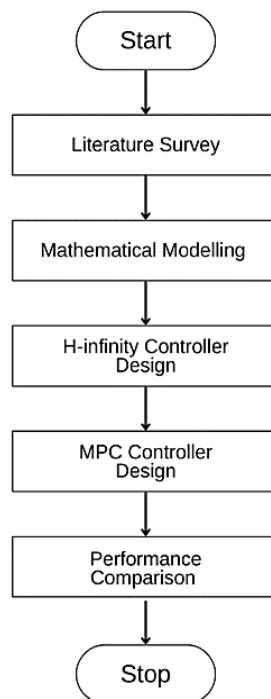 Start
Literature Survey
Mathematical Modelling
H-infinity Controller
Design
MPC Controller
Design
Performance
Comparison
Stop